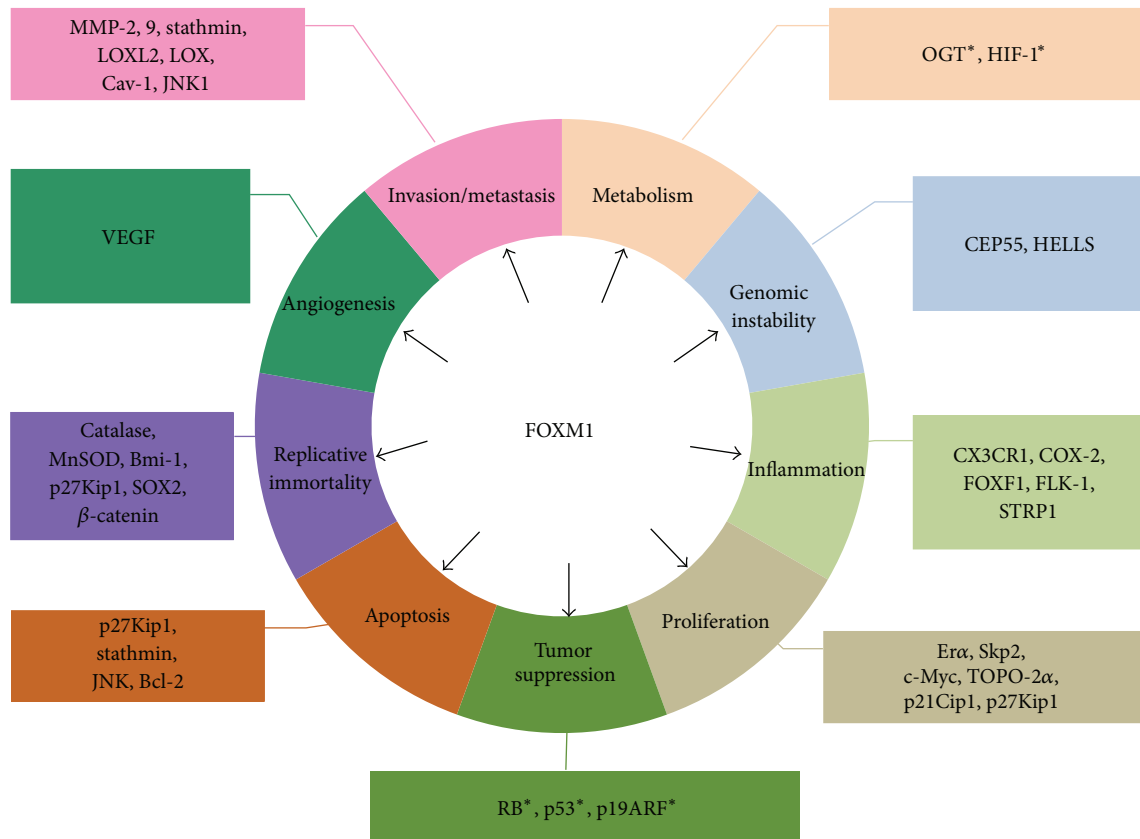 MMP-2, 9, stathmin,
LOXL2, LOX,
Cav-1, JNK1
OGT*, HIF-1*
Invasion/metastasis
Metabolism
VEGF
CEP55, HELLS
Angiogenesis
Genomic
instability
FOXM1
Catalase,
MnSOD, Bmi-1,
p27Kip1, SOX2,
β-catenin
Replicative
immortality
Inflammation
CX3CR1, COX-2,
FOXF1, FLK-1,
STRP1
p27Kip1,
stathmin,
JNK, Bcl-2
Apoptosis
Tumor
suppression
Proliferation
Erα, Skp2,
c-Myc, TOPO-2α,
p21Cip1, p27Kip1
RB*, p53*, p19ARF*